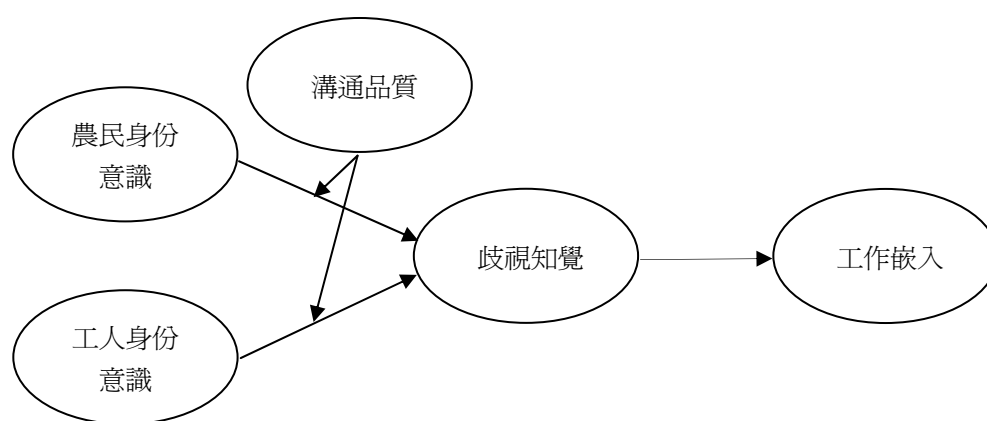 溝通品質
農民身份
意識
歧視知覺
工作嵌入
工人身份
意識